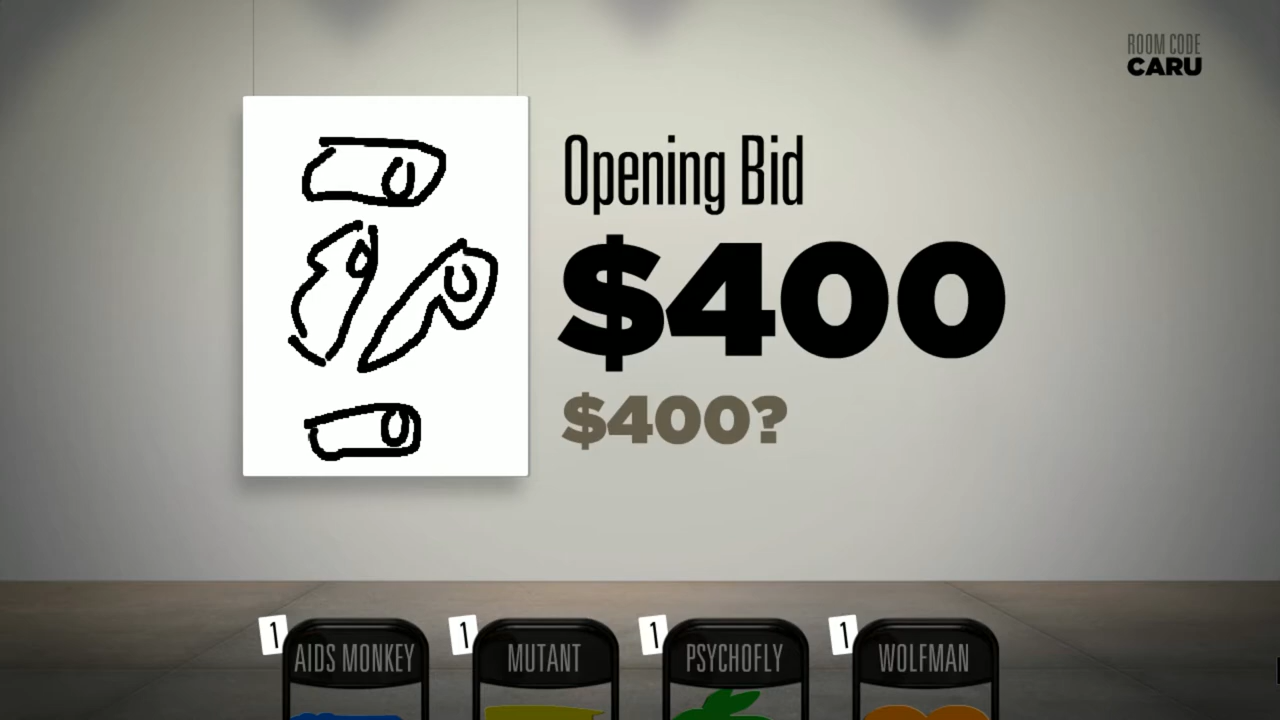 ROOM CODE
CARU
Opening Bid
$400
$400?
1 AIDS MONKEY
1 MUTANT
1 PSYCHOFLY
1 WOLFMAN